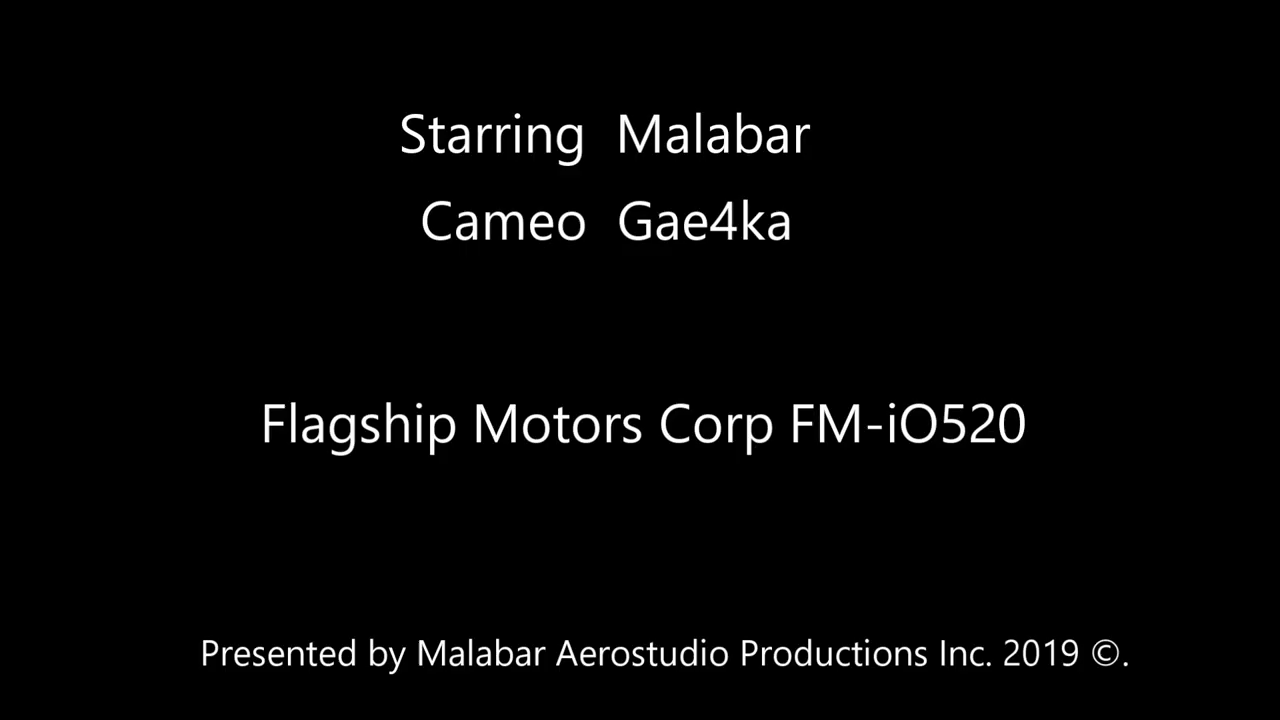 Starring Malabar
Cameo Gae4ka
Flagship Motors Corp FM-iO520
Presented by Malabar Aerostudio Productions Inc. 2019 ©.